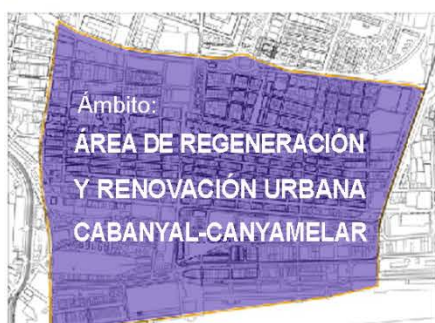 Ámbito:
ÁREA DE REGENERACIÓN
Y RENOVACIÓN URBANA
CABANYAL-CANYAMELAR